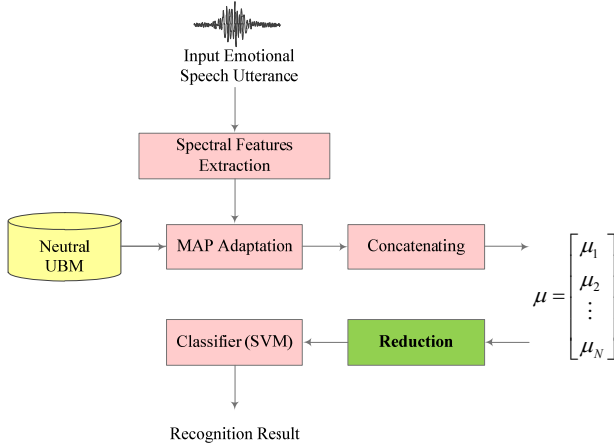 Input Emotional
Speech Utterance
Spectral Features
Extraction
Neutral
UBM
MAP Adaptation
Concatenating
μ = [μ1
μ2
⋮
μN]
Reduction
Classifier (SVM)
Recognition Result